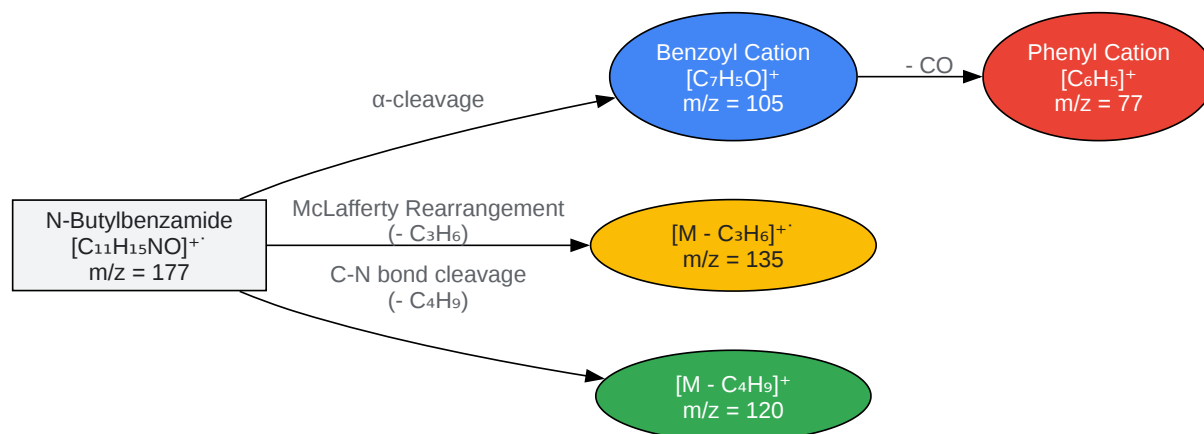 Benzoyl Cation
[C₇H₅O]⁺
m/z = 105
- CO
Phenyl Cation
[C₆H₅]⁺
m/z = 77
α-cleavage
N-Butylbenzamide
[C₁₁H₁₅NO]⁺˙
m/z = 177
McLafferty Rearrangement
(- C₃H₆)
[M - C₃H₆]⁺˙
m/z = 135
C-N bond cleavage
(- C₄H₉)
[M - C₄H₉]⁺
m/z = 120